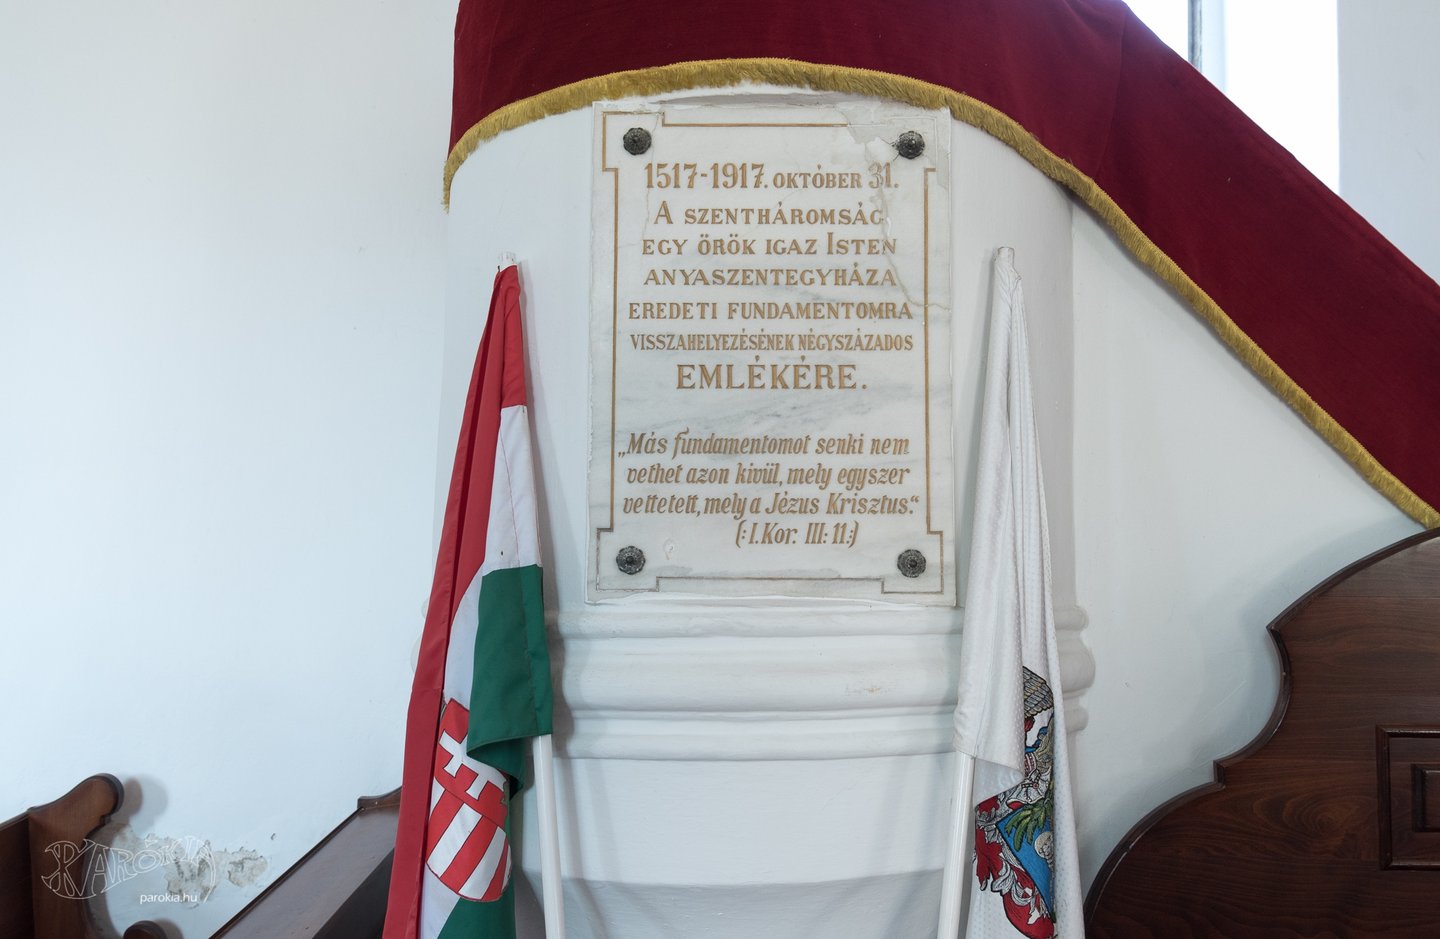 1517-1917. OKTÓBER 31.
A SZENTHÁROMSÁG
EGY ÖRÖK IGAZ ISTEN
ANYASZENTEGYHÁZA
EREDETI FUNDAMENTOMRA
VISSZAHELYEZÉSÉNEK NÉGYSZÁZADOS
EMLÉKÉRE.
„Más fundamentomot senki nem
vethet azon kivül, mely egyszer
vettetett, mely a Jézus Krisztus.“
(: I. Kor. III: 11:)
PARÓKIA
parokia.hu